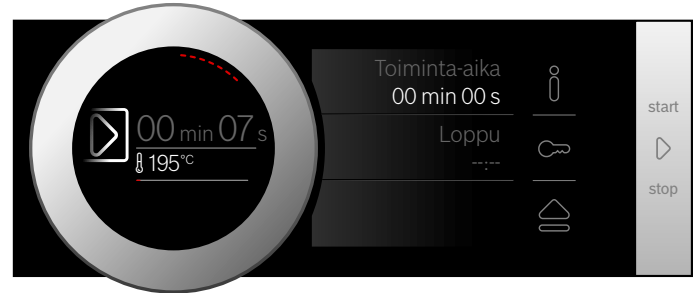 00 min 07 s
195°C
Toiminta-aika
00 min 00 s
Loppu
--:--
start
stop